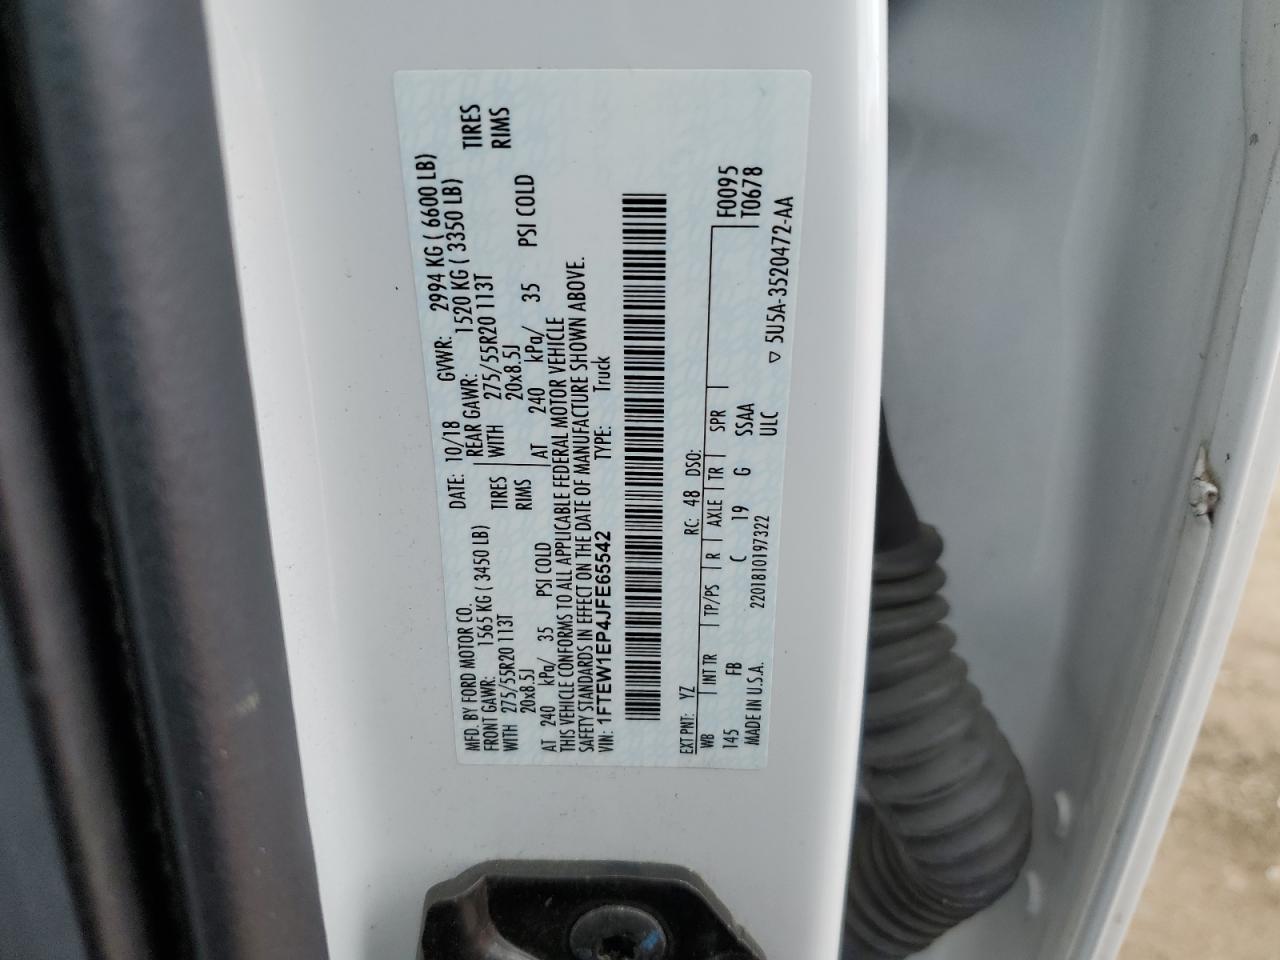 MFD. BY FORD MOTOR CO. DATE: 10/18 GVWR: 2994 KG ( 6600 LB)
FRONT GAWR: 1565 KG ( 3450 LB) REAR GAWR: 1520 KG ( 3350 LB)
WITH 275/55R20 113T TIRES WITH 275/55R20 113T TIRES
20x8.5J RIMS 20x8.5J RIMS
AT 240 kPa/ 35 PSI COLD AT 240 kPa/ 35 PSI COLD
THIS VEHICLE CONFORMS TO ALL APPLICABLE FEDERAL MOTOR VEHICLE
SAFETY STANDARDS IN EFFECT ON THE DATE OF MANUFACTURE SHOWN ABOVE.
VIN: 1FTEW1EP4JFE65542 TYPE: Truck
EXT PNT: YZ RC: 48 DSO:
WB INT TR TP/PS R AXLE TR SPR F0095
145 FB C 19 G SSAA T0678
MADE IN U.S.A. 2201810197322 ULC ▽ 5U5A-3520472-AA